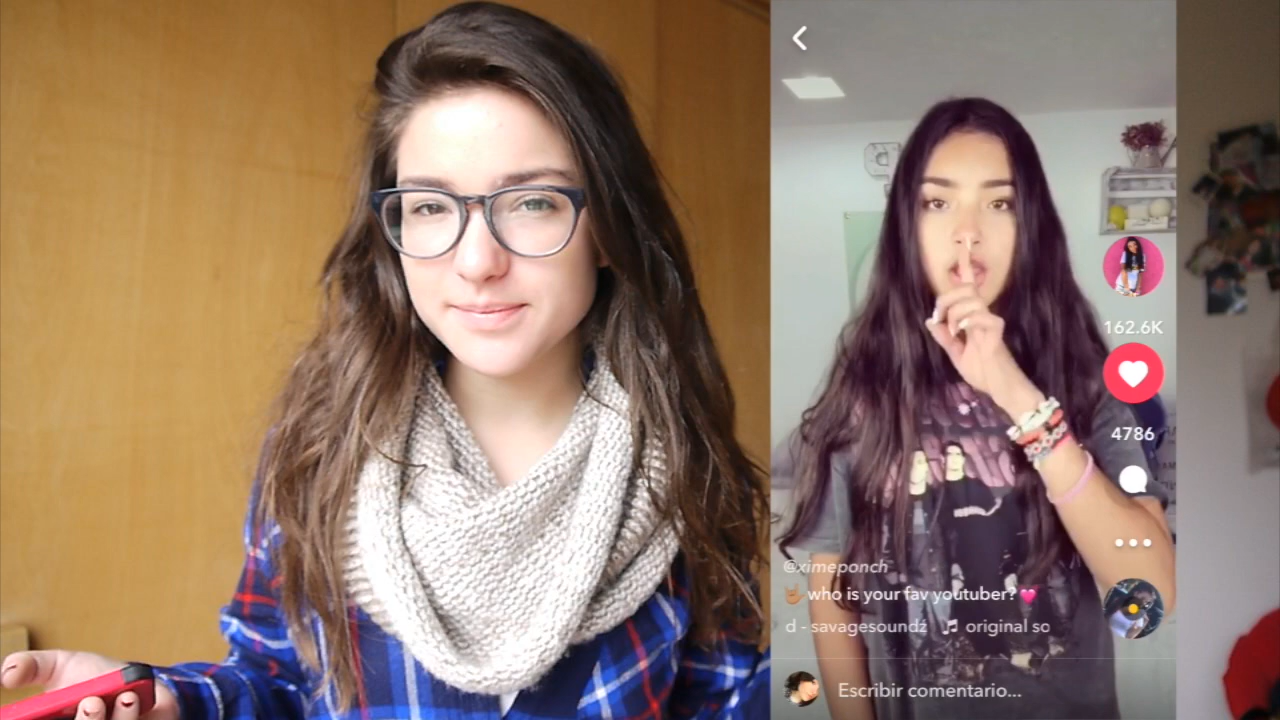 162.6K
4786
@ximeponch
🤟🏽who is your fav youtuber?💓
d - savagesoundz 🎵 original so
Escribir comentario...